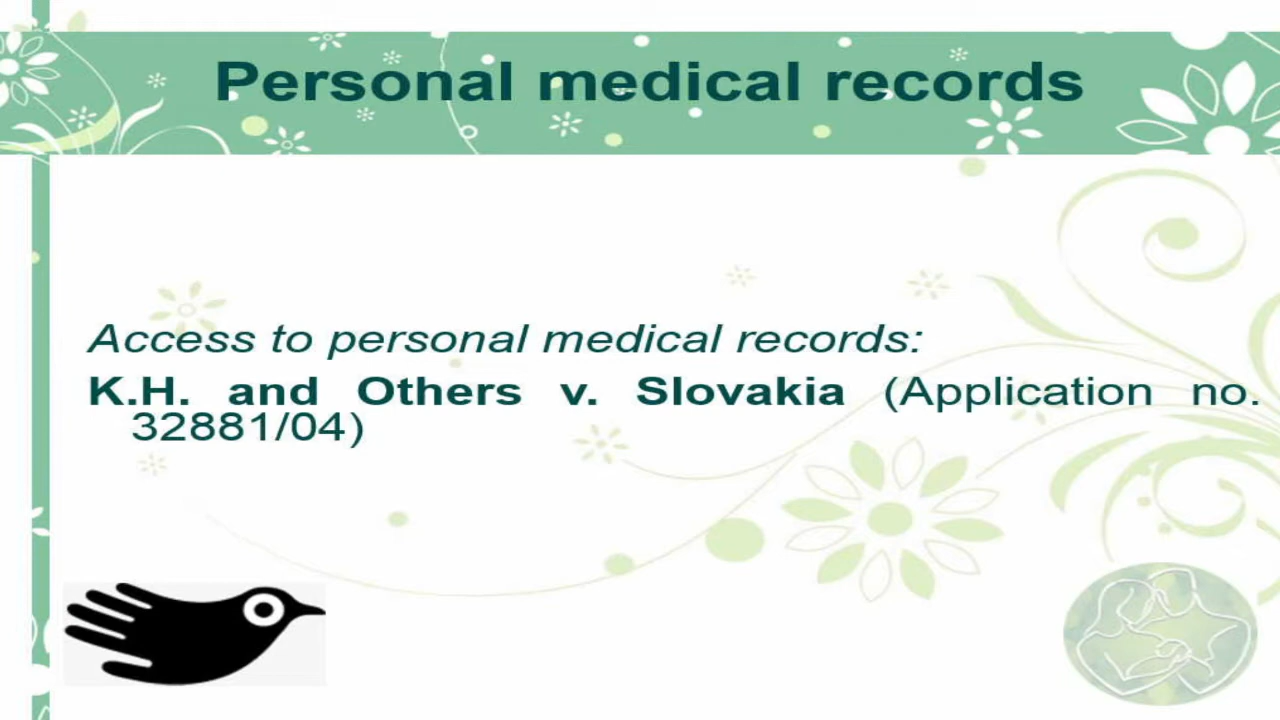 Personal medical records
Access to personal medical records:
K.H. and Others v. Slovakia (Application no.
32881/04)